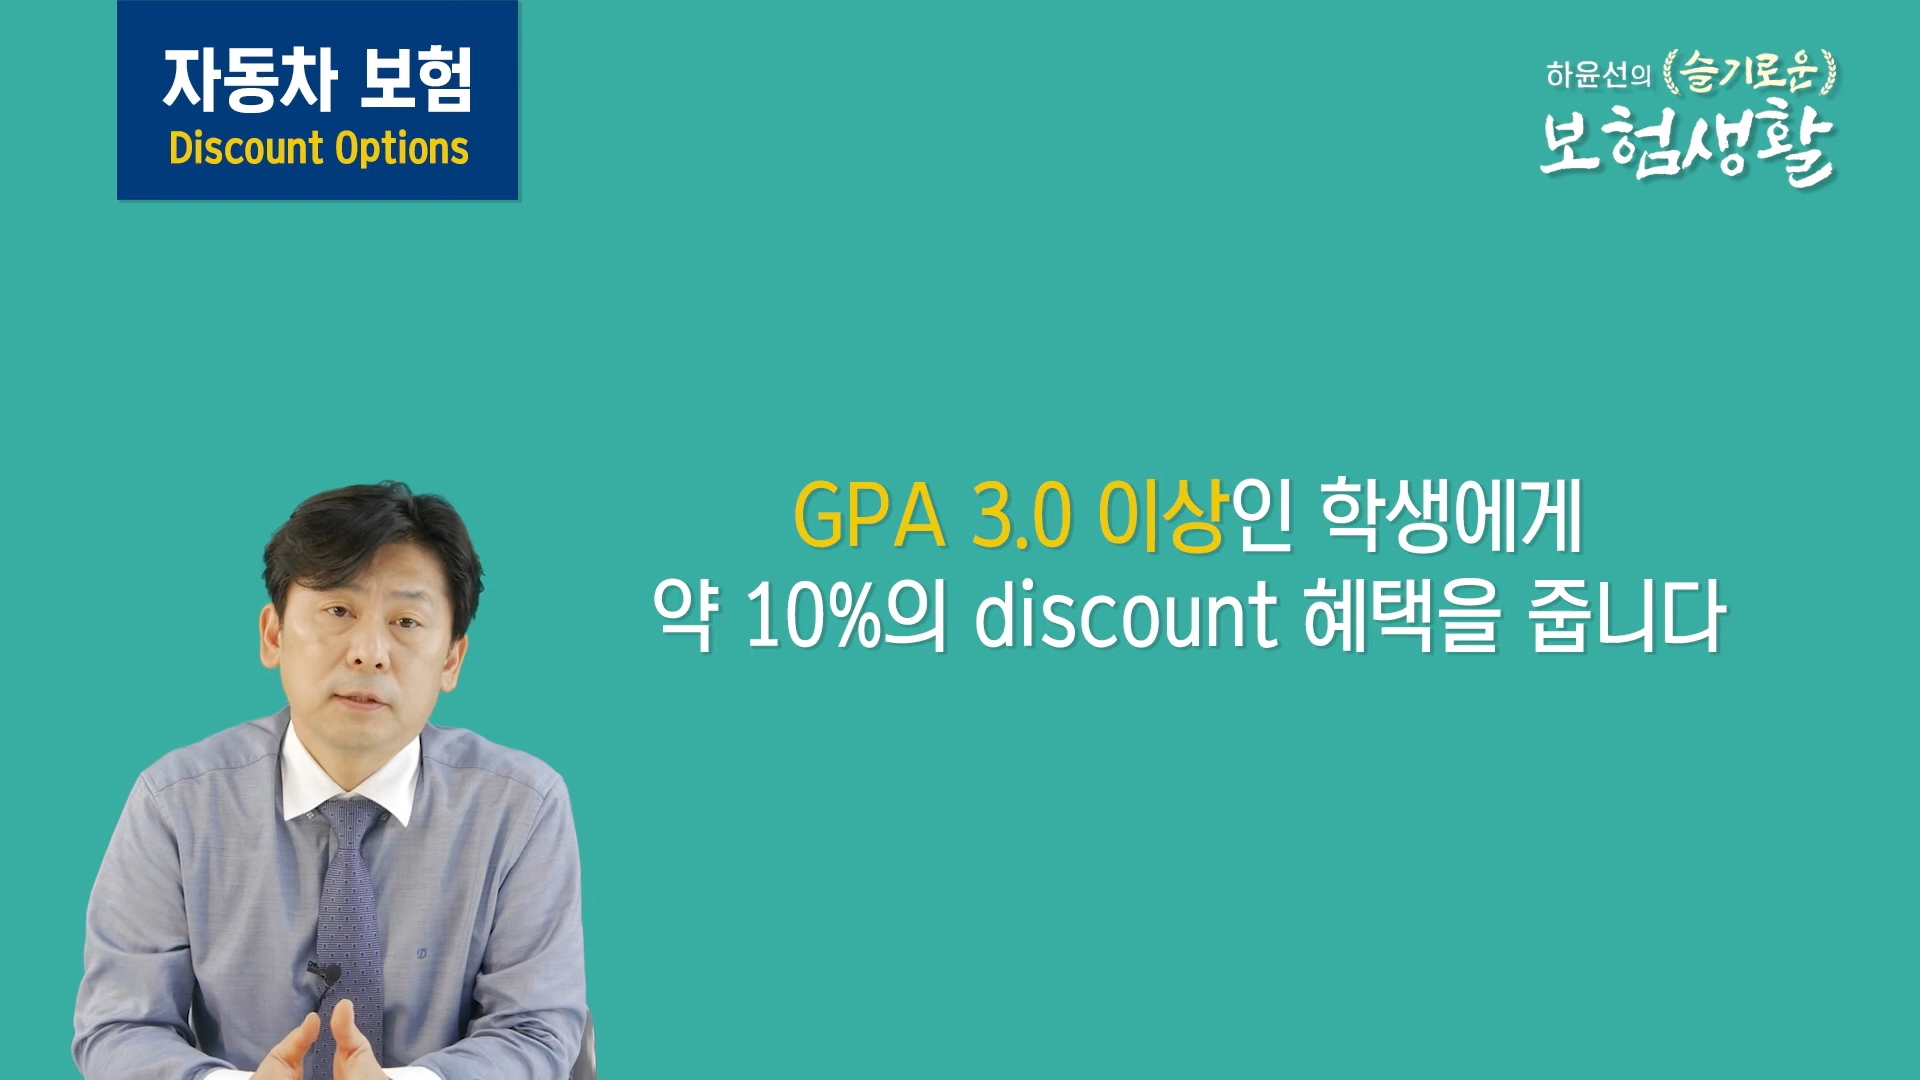 자동차 보험
Discount Options
하윤선의 슬기로운
보험생활
GPA 3.0 이상인 학생에게
약 10%의 discount 혜택을 줍니다
D